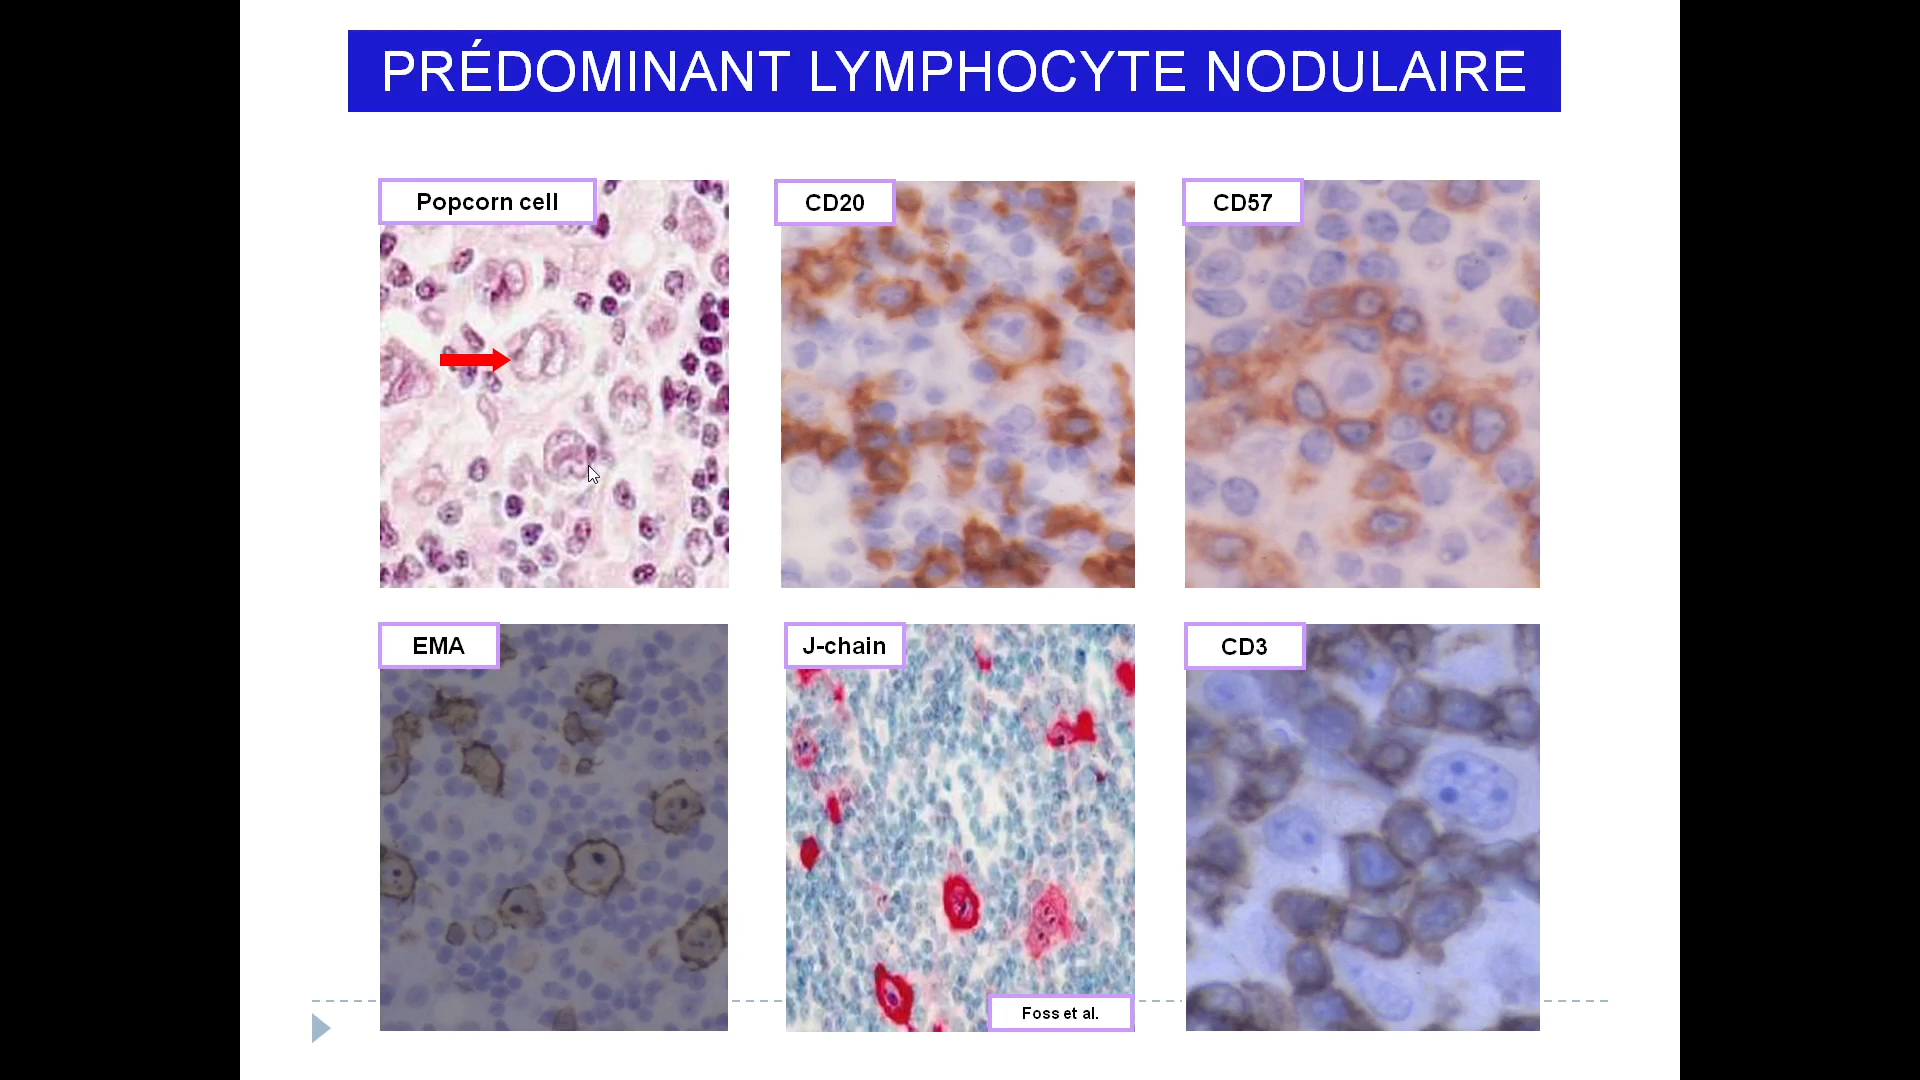 PRÉDOMINANT LYMPHOCYTE NODULAIRE
Popcorn cell
CD20
CD57
EMA
J-chain
CD3
Foss et al.